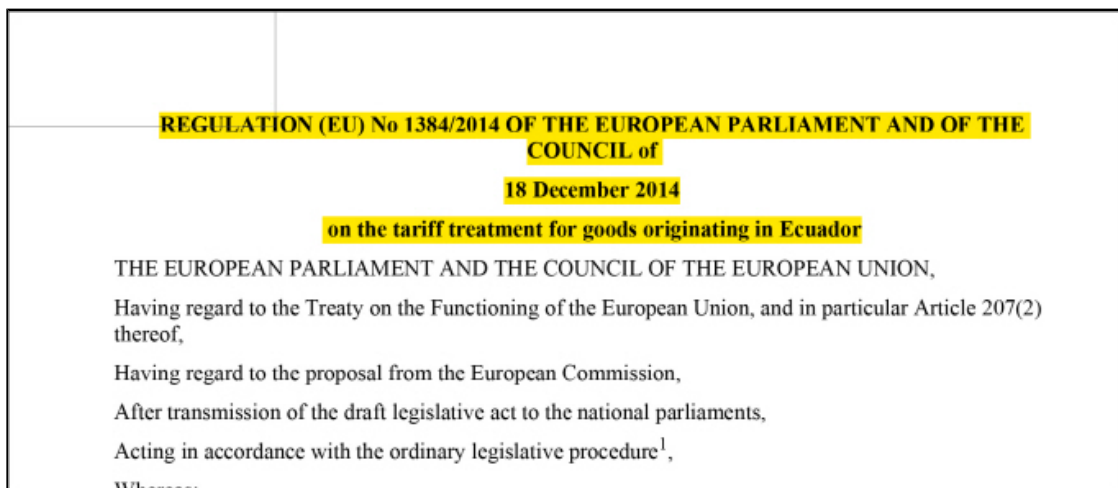 REGULATION (EU) No 1384/2014 OF THE EUROPEAN PARLIAMENT AND OF THE
COUNCIL of
18 December 2014
on the tariff treatment for goods originating in Ecuador
THE EUROPEAN PARLIAMENT AND THE COUNCIL OF THE EUROPEAN UNION,
Having regard to the Treaty on the Functioning of the European Union, and in particular Article 207(2)
thereof,
Having regard to the proposal from the European Commission,
After transmission of the draft legislative act to the national parliaments,
Acting in accordance with the ordinary legislative procedure¹,
Whereas: